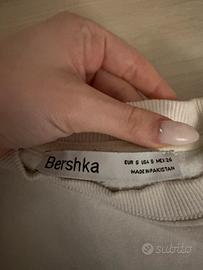 Bershka
EUR S USA S MEX 26
MADE IN PAKISTAN
subito